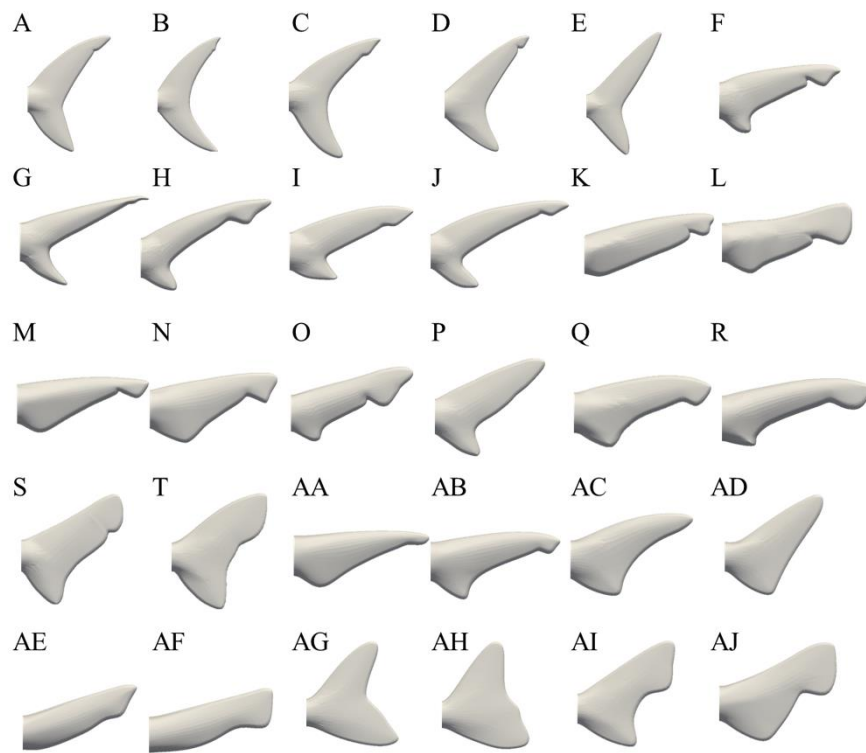 A B C D E F
G H I J K L
M N O P Q R
S T AA AB AC AD
AE AF AG AH AI AJ